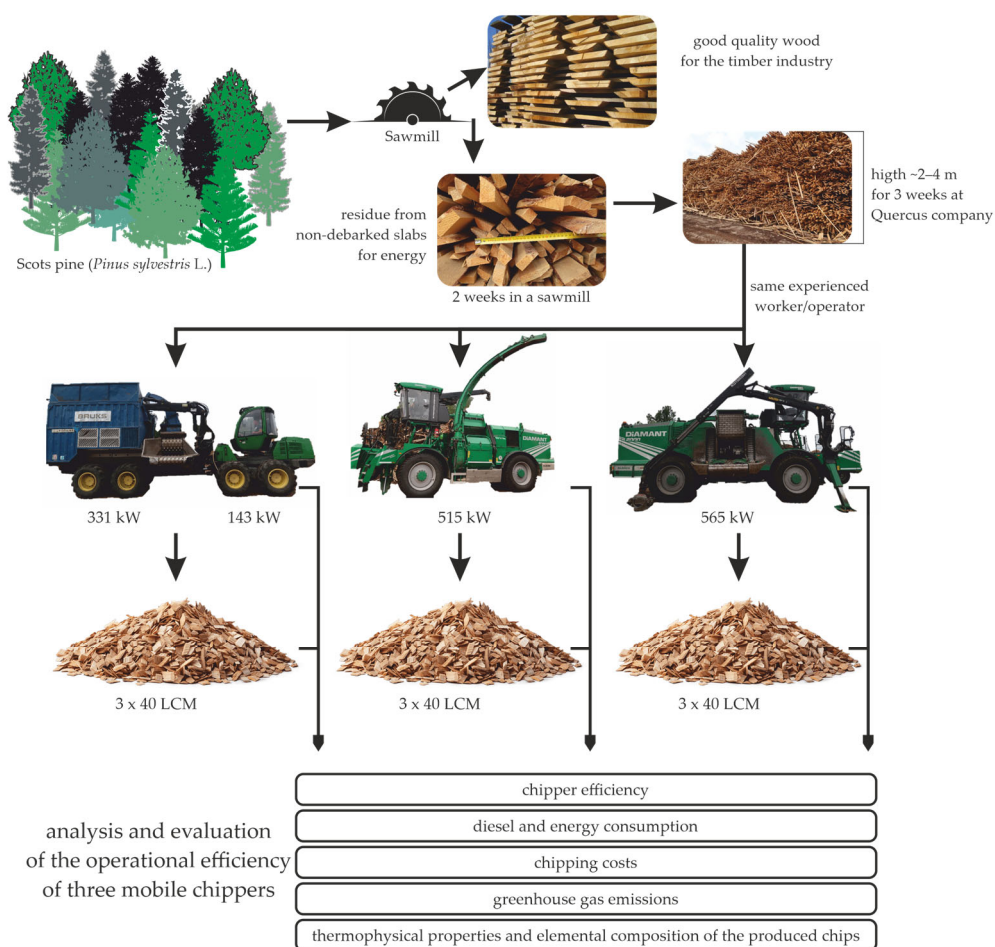 good quality wood
for the timber industry
Sawmill
higth ~2–4 m
for 3 weeks at
Quercus company
residue from
non-debarked slabs
for energy
Scots pine (Pinus sylvestris L.)
2 weeks in a sawmill
same experienced
worker/operator
BRUKS
DIAMANT
DIAMANT
331 kW
143 kW
515 kW
565 kW
3 x 40 LCM
3 x 40 LCM
3 x 40 LCM
chipper efficiency
analysis and evaluation
of the operational efficiency
of three mobile chippers
diesel and energy consumption
chipping costs
greenhouse gas emissions
thermophysical properties and elemental composition of the produced chips